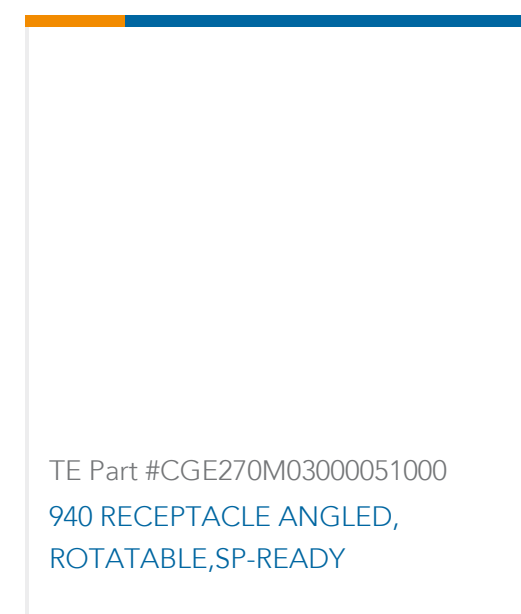 TE Part #CGE270M03000051000
940 RECEPTACLE ANGLED,
ROTATABLE,SP-READY